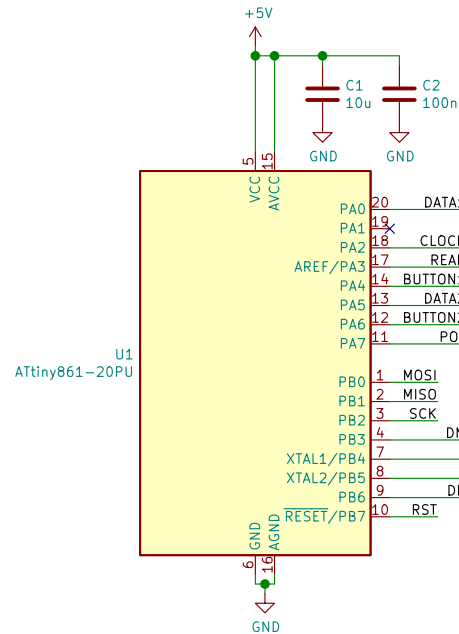 +5V
C1
10u
C2
100n
GND
GND
5
15
VCC
AVCC
PA0 20
PA1 19
PA2 18
AREF/PA3 17
PA4 14
PA5 13
PA6 12
PA7 11
U1
ATtiny861-20PU
PB0 1 MOSI
PB1 2 MISO
PB2 3 SCK
PB3 4
XTAL1/PB4 7
XTAL2/PB5 8
PB6 9
RESET/PB7 10 RST
GND
AGND
6
16
GND